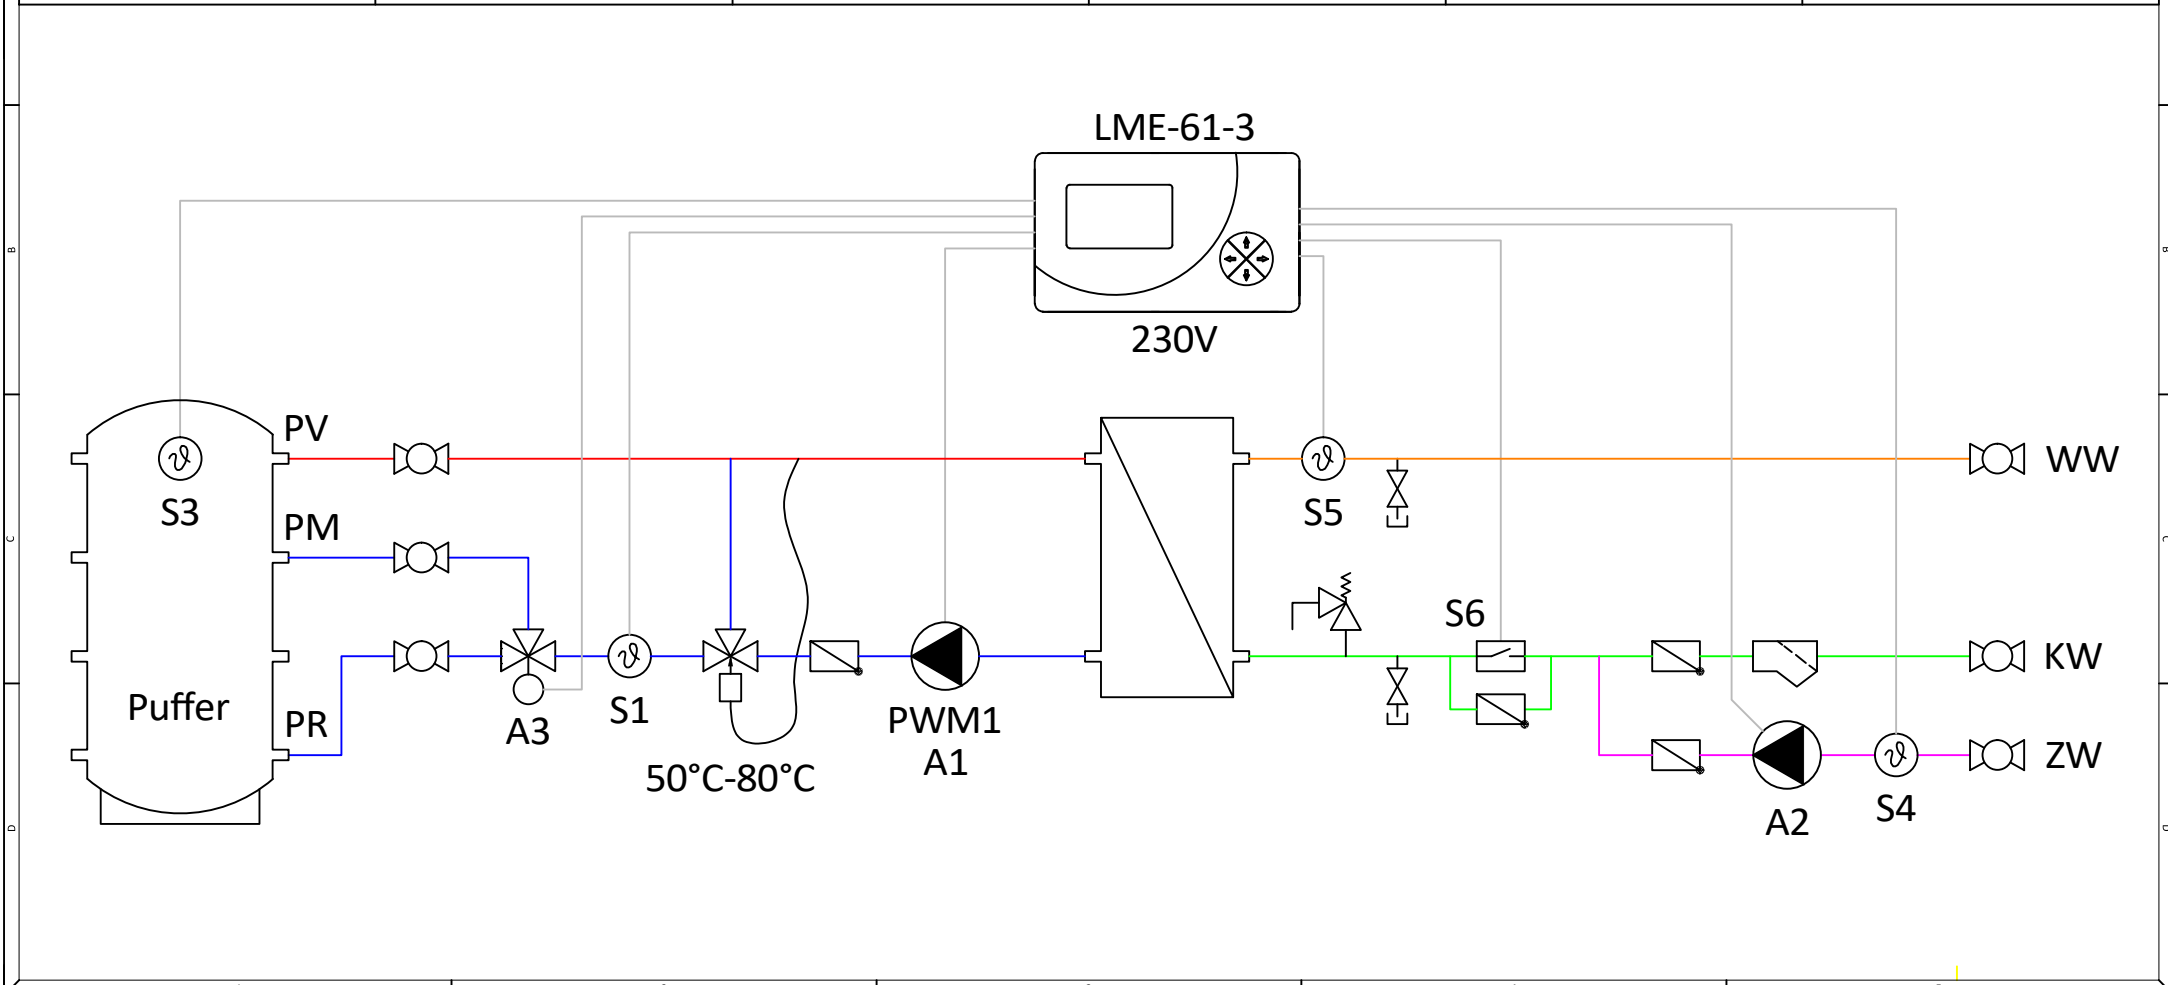 LME-61-3
230V
PV
S3
PM
Puffer
PR
A3
S1
50°C-80°C
PWM1
A1
S5
WW
S6
KW
ZW
A2
S4
B
B
C
C
D
D